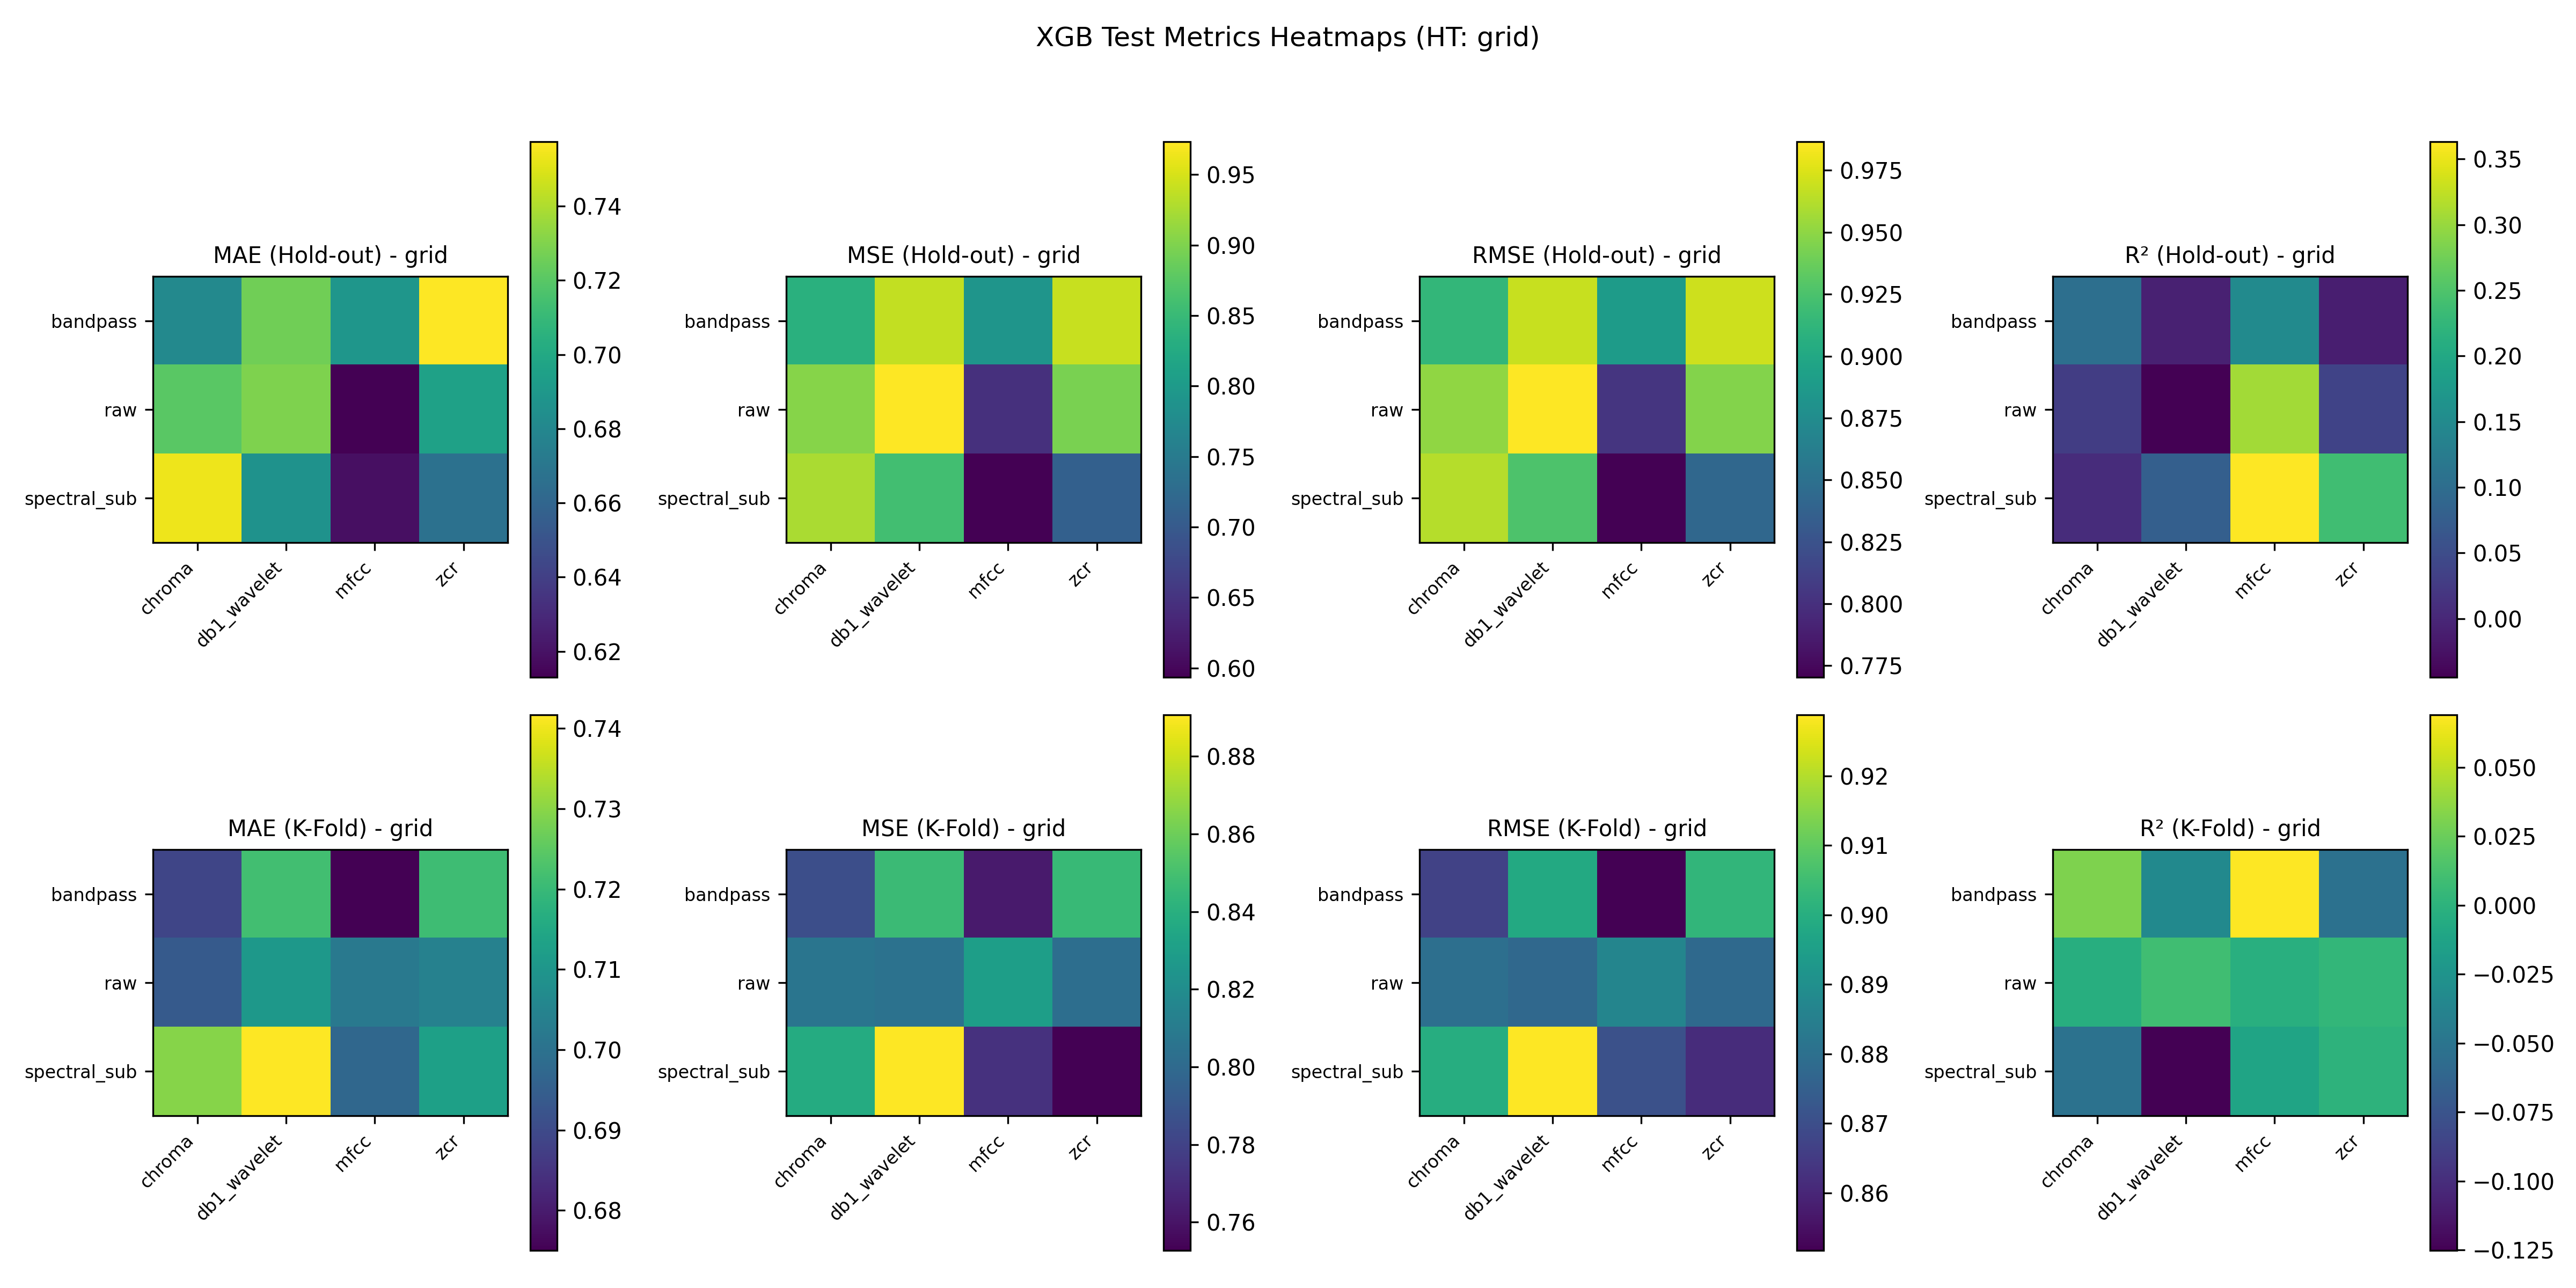 XGB Test Metrics Heatmaps (HT: grid)
MAE (Hold-out) - grid
bandpass
raw
spectral_sub
chroma
db1_wavelet
mfcc
zcr
0.74
0.72
0.70
0.68
0.66
0.64
0.62
MSE (Hold-out) - grid
bandpass
raw
spectral_sub
chroma
db1_wavelet
mfcc
zcr
0.95
0.90
0.85
0.80
0.75
0.70
0.65
0.60
RMSE (Hold-out) - grid
bandpass
raw
spectral_sub
chroma
db1_wavelet
mfcc
zcr
0.975
0.950
0.925
0.900
0.875
0.850
0.825
0.800
0.775
R² (Hold-out) - grid
bandpass
raw
spectral_sub
chroma
db1_wavelet
mfcc
zcr
0.35
0.30
0.25
0.20
0.15
0.10
0.05
0.00
MAE (K-Fold) - grid
bandpass
raw
spectral_sub
chroma
db1_wavelet
mfcc
zcr
0.74
0.73
0.72
0.71
0.70
0.69
0.68
MSE (K-Fold) - grid
bandpass
raw
spectral_sub
chroma
db1_wavelet
mfcc
zcr
0.88
0.86
0.84
0.82
0.80
0.78
0.76
RMSE (K-Fold) - grid
bandpass
raw
spectral_sub
chroma
db1_wavelet
mfcc
zcr
0.92
0.91
0.90
0.89
0.88
0.87
0.86
R² (K-Fold) - grid
bandpass
raw
spectral_sub
chroma
db1_wavelet
mfcc
zcr
0.050
0.025
0.000
−0.025
−0.050
−0.075
−0.100
−0.125